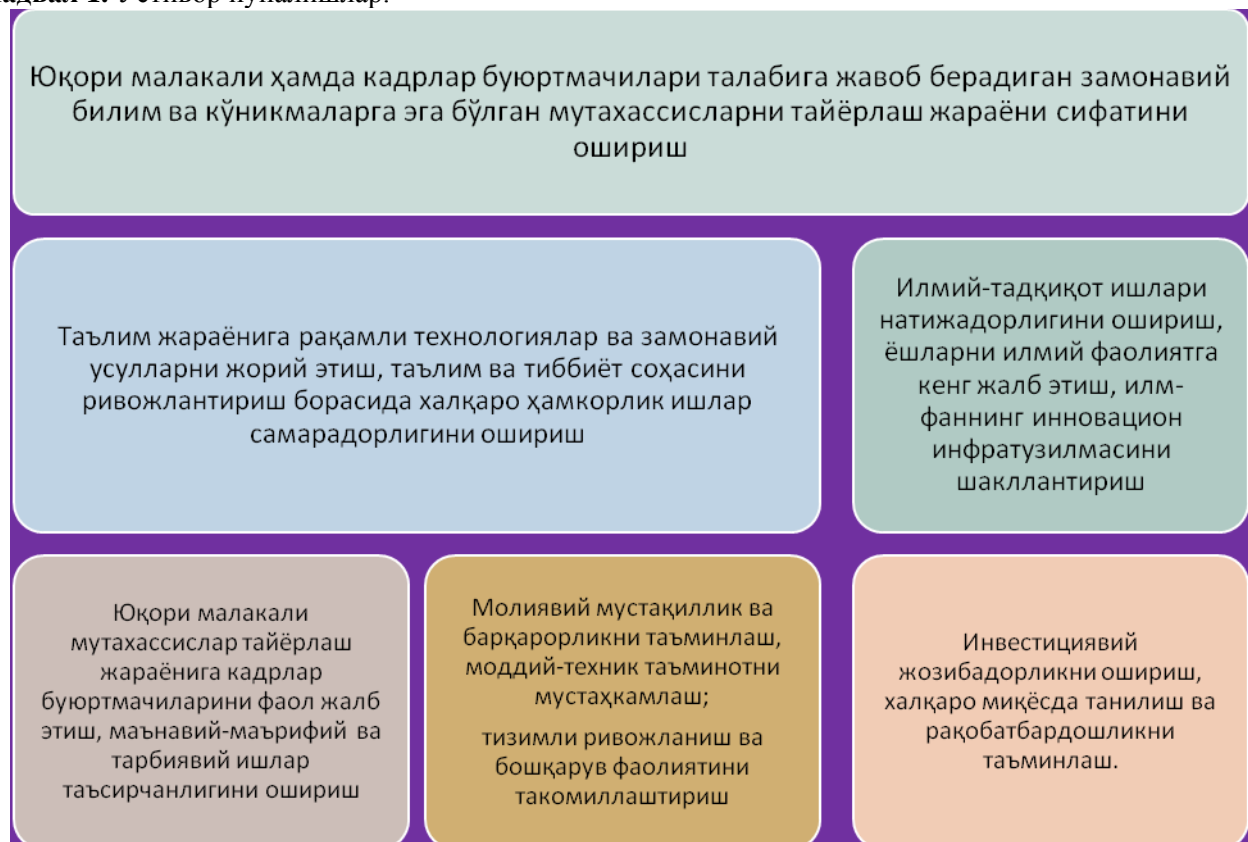 Юқори малакали ҳамда кадрлар буюртмачилари талабига жавоб берадиган замонавий
билим ва кўникмаларга эга бўлган мутахассисларни тайёрлаш жараёни сифатини
ошириш
Таълим жараёнига рақамли технологиялар ва замонавий
усулларни жорий этиш, таълим ва тиббиёт соҳасини
ривожлантириш борасида халқаро ҳамкорлик ишлар
самарадорлигини ошириш
Илмий-тадқиқот ишлари
натижадорлигини ошириш,
ёшларни илмий фаолиятга
кенг жалб этиш, илм-
фаннинг инновацион
инфратузилмасини
шакллантириш
Юқори малакали
мутахассислар тайёрлаш
жараёнига кадрлар
буюртмачиларини фаол жалб
этиш, маънавий-маърифий ва
тарбиявий ишлар
таъсирчанлигини ошириш
Молиявий мустақиллик ва
барқарорликни таъминлаш,
моддий-техник таъминотни
мустаҳкамлаш;
тизимли ривожланиш ва
бошқарув фаолиятини
такомиллаштириш
Инвестициявий
жозибадорликни ошириш,
халқаро миқёсда танилиш ва
рақобатбардошликни
таъминлаш.